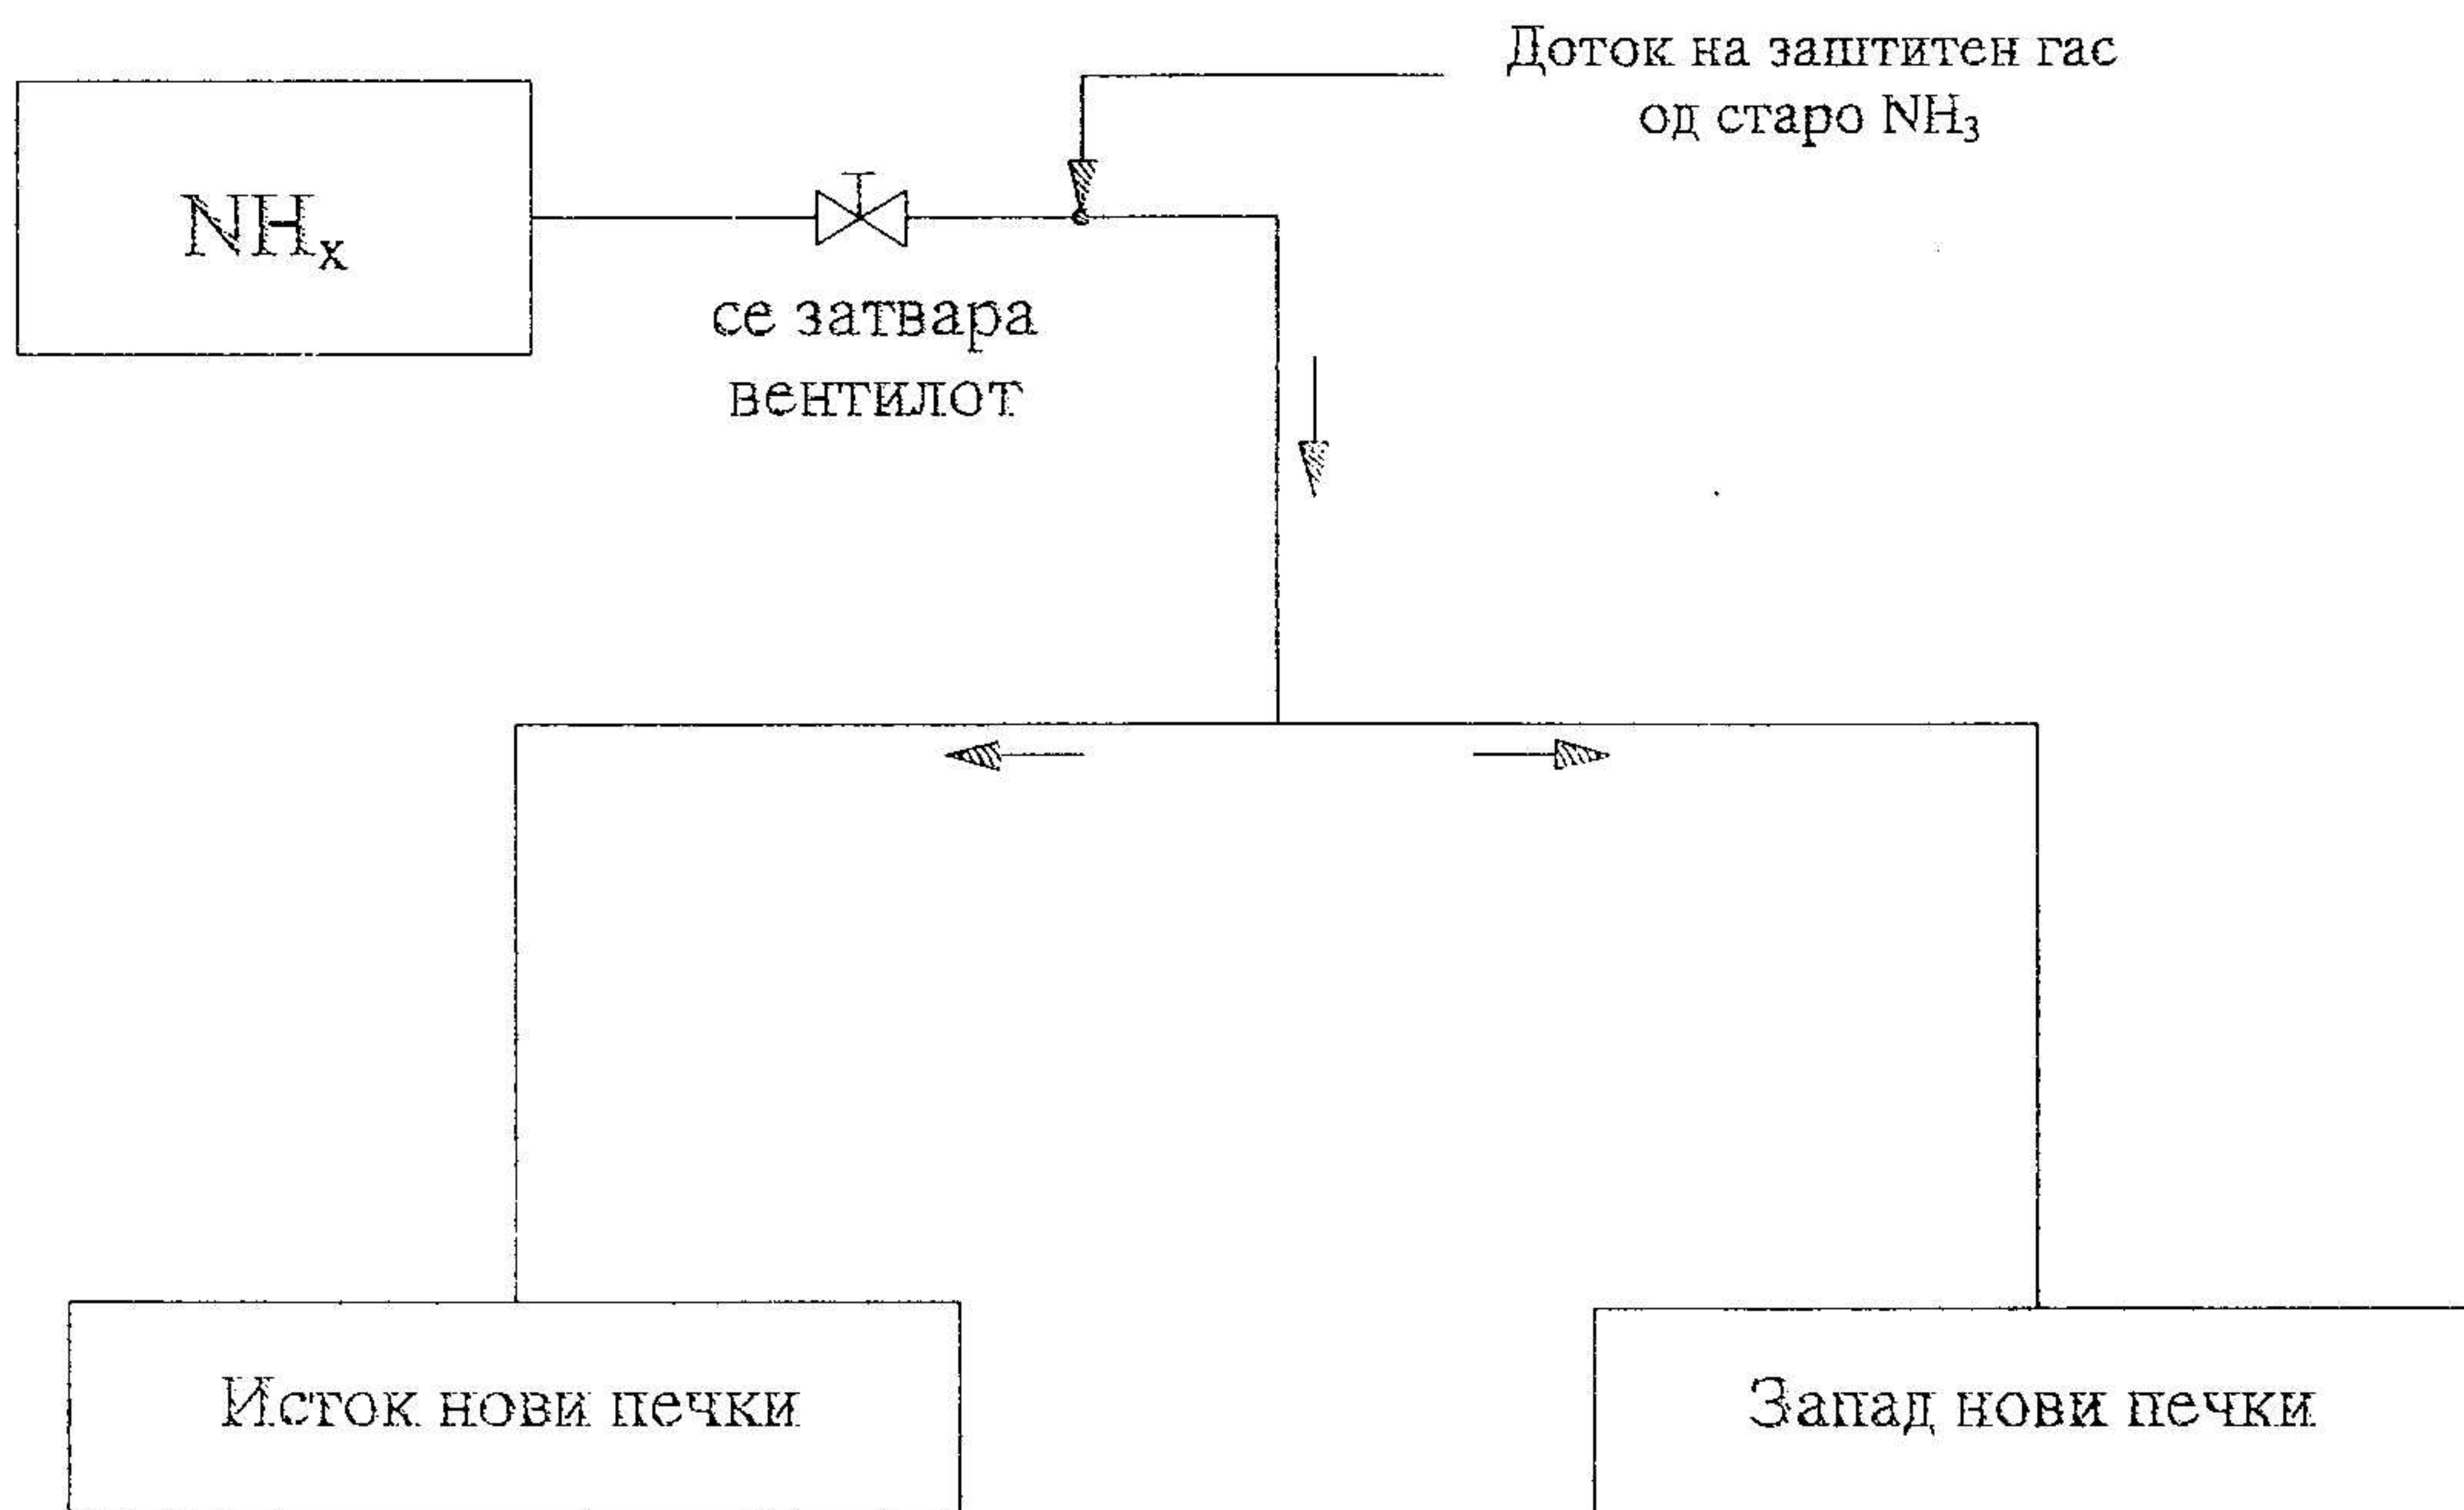 Доток на заштитен гас
од старо NH₃
NHₓ
се затвара
вентилот
Исток нови печки
Запад нови печки